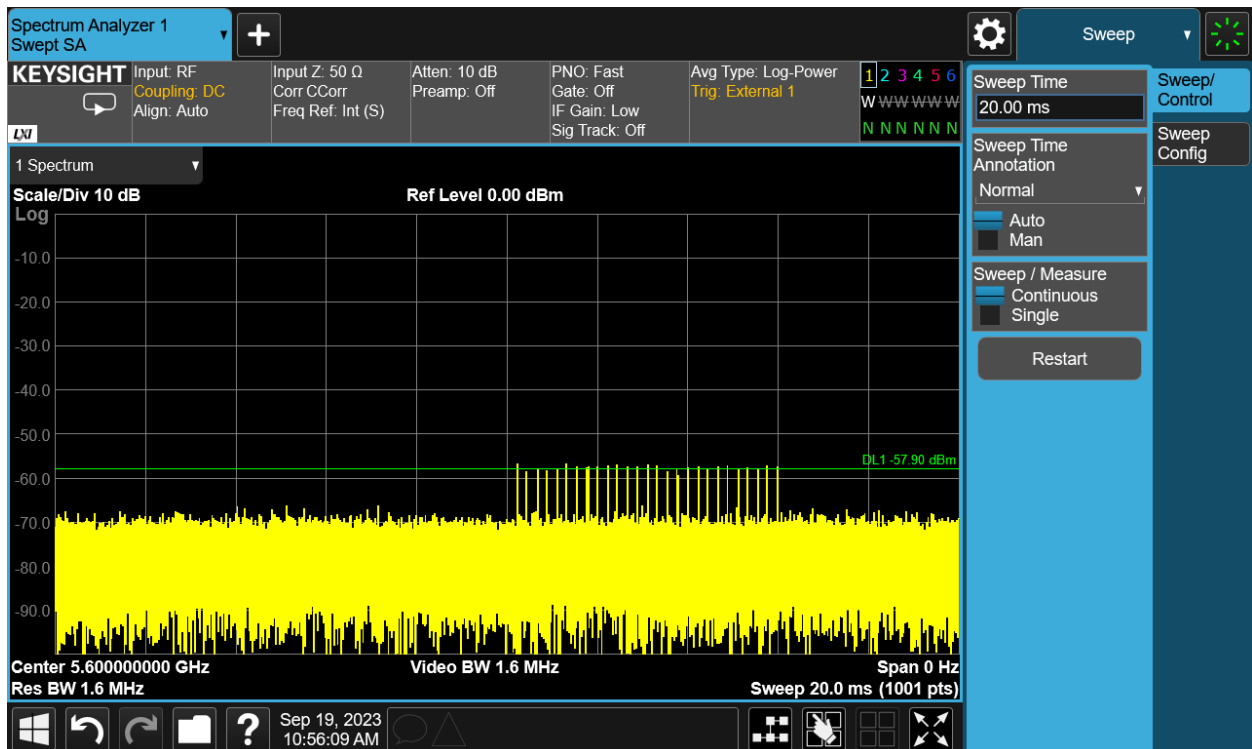 Spectrum Analyzer 1
Swept SA
+
Sweep
KEYSIGHT
LXI
Input: RF
Coupling: DC
Align: Auto
Input Z: 50 Ω
Corr CCorr
Freq Ref: Int (S)
Atten: 10 dB
Preamp: Off
PNO: Fast
Gate: Off
IF Gain: Low
Sig Track: Off
Avg Type: Log-Power
Trig: External 1
1 2 3 4 5 6
W W W W W W
N N N N N N
1 Spectrum
Scale/Div 10 dB
Ref Level 0.00 dBm
Log
-10.0
-20.0
-30.0
-40.0
-50.0
-60.0
-70.0
-80.0
-90.0
DL1 -57.90 dBm
Center 5.600000000 GHz
Video BW 1.6 MHz
Span 0 Hz
Res BW 1.6 MHz
Sweep 20.0 ms (1001 pts)
Sweep Time
20.00 ms
Sweep Time
Annotation
Normal
Auto
Man
Sweep / Measure
Continuous
Single
Restart
Sweep/
Control
Sweep
Config
?
Sep 19, 2023
10:56:09 AM